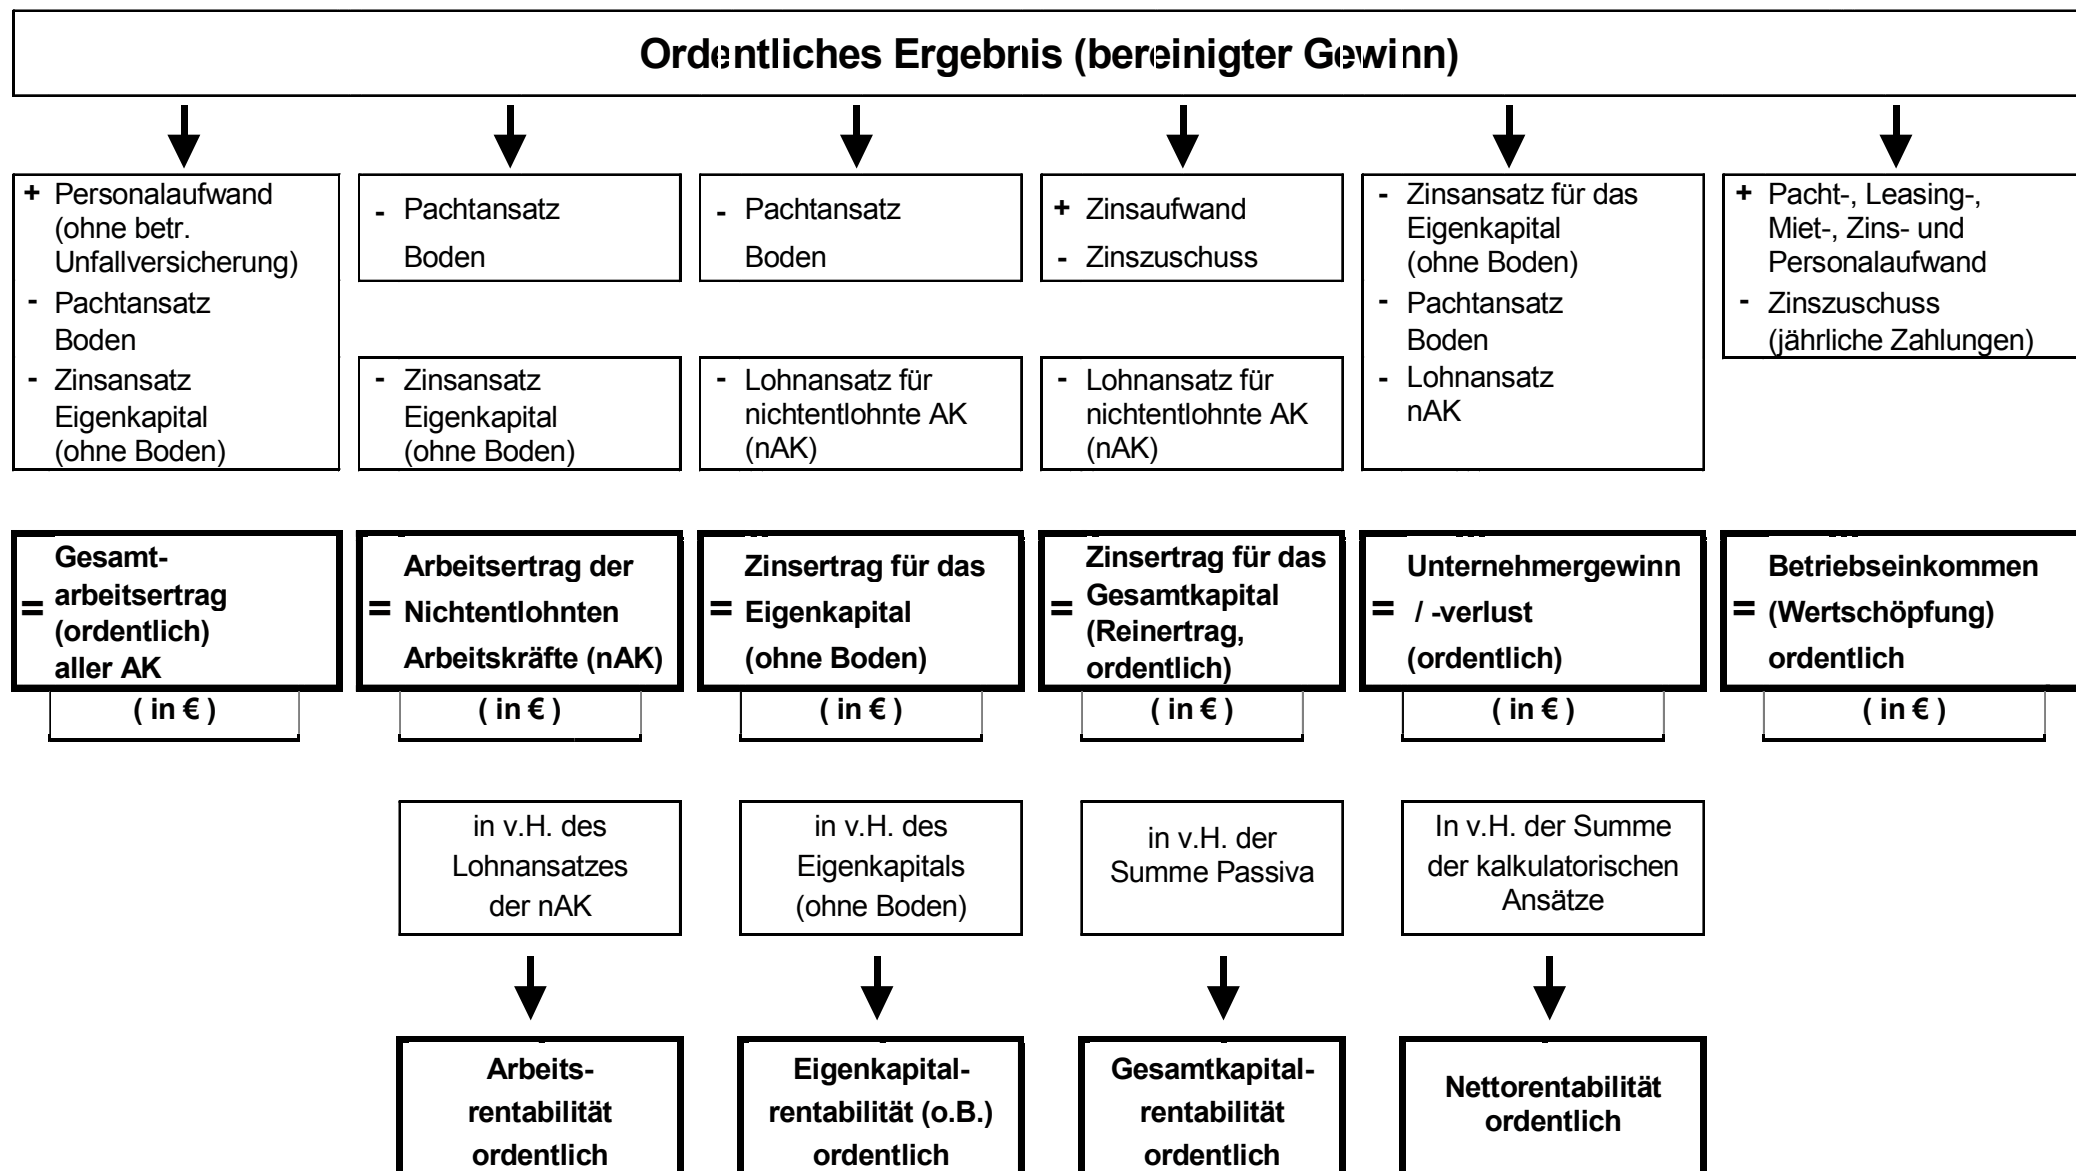 Ordentliches Ergebnis (bereinigter Gewinn)
+ Personalaufwand
(ohne betr.
Unfallversicherung)
- Pachtansatz
Boden
- Zinsansatz
Eigenkapital
(ohne Boden)
- Pachtansatz
Boden
- Zinsansatz
Eigenkapital
(ohne Boden)
- Pachtansatz
Boden
- Lohnansatz für
nichtentlohnte AK
(nAK)
+ Zinsaufwand
- Zinszuschuss
- Lohnansatz für
nichtentlohnte AK
(nAK)
- Zinsansatz für das
Eigenkapital
(ohne Boden)
- Pachtansatz
Boden
- Lohnansatz
nAK
+ Pacht-, Leasing-,
Miet-, Zins- und
Personalaufwand
- Zinszuschuss
(jährliche Zahlungen)
Gesamt-
= arbeitsertrag
(ordentlich)
aller AK
( in € )
Arbeitsertrag der
= Nichtentlohnten
Arbeitskräfte (nAK)
( in € )
Zinsertrag für das
= Eigenkapital
(ohne Boden)
( in € )
Zinsertrag für das
= Gesamtkapital
(Reinertrag,
ordentlich)
( in € )
Unternehmergewinn
= / -verlust
(ordentlich)
( in € )
Betriebseinkommen
= (Wertschöpfung)
ordentlich
( in € )
in v.H. des
Lohnansatzes
der nAK
in v.H. des
Eigenkapitals
(ohne Boden)
in v.H. der
Summe Passiva
In v.H. der Summe
der kalkulatorischen
Ansätze
Arbeits-
rentabilität
ordentlich
Eigenkapital-
rentabilität (o.B.)
ordentlich
Gesamtkapital-
rentabilität
ordentlich
Nettorentabilität
ordentlich